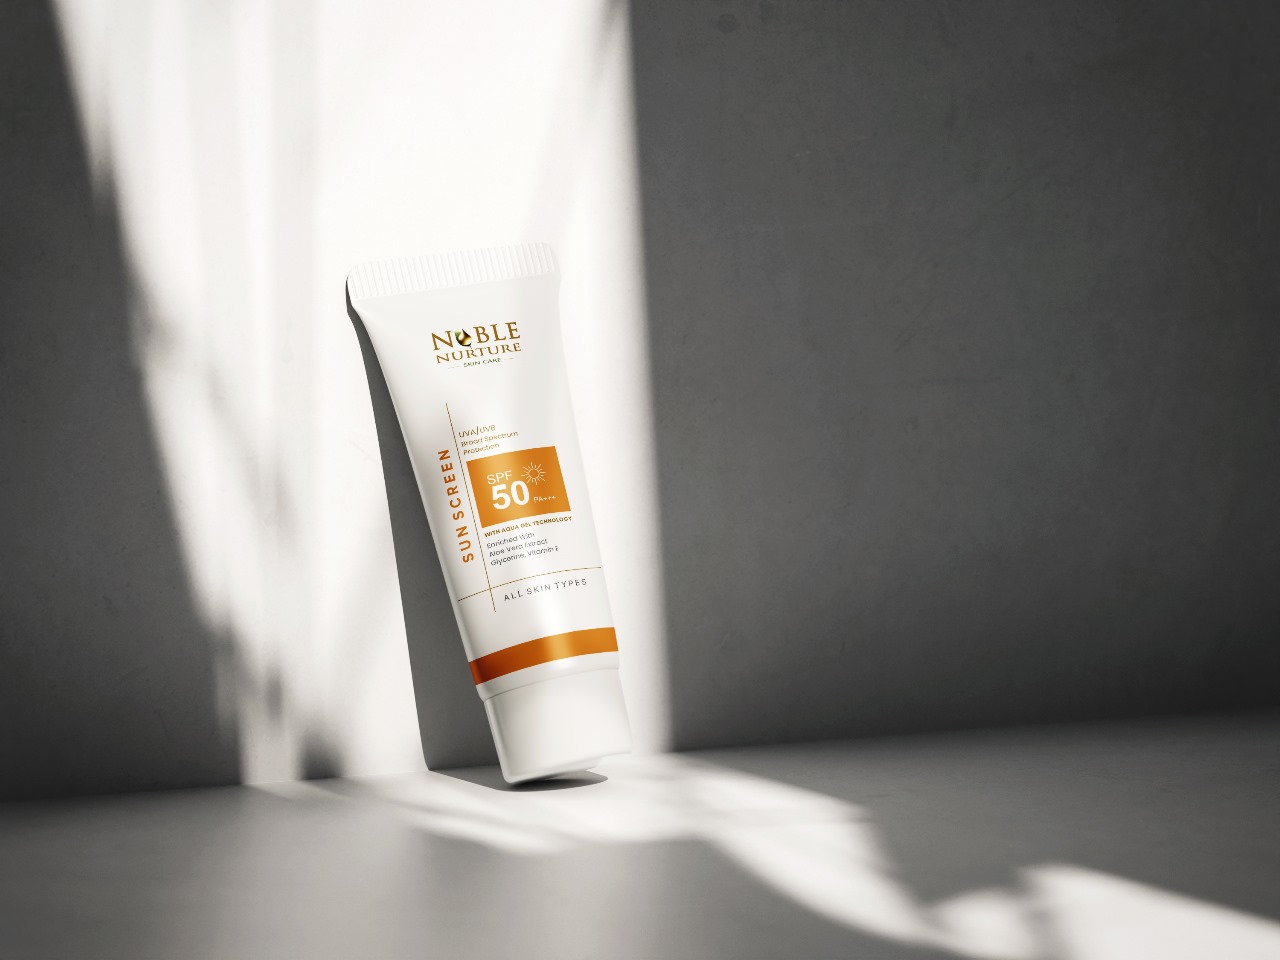 NOBLE
NURTURE
SKIN CARE
UVA/UVB
Broad Spectrum
Protection
SUN SCREEN
SPF
50
PA+++
WITH AQUA GEL TECHNOLOGY
Enriched With
Aloe Vera Extract
Glycerine, Vitamin E
ALL SKIN TYPES